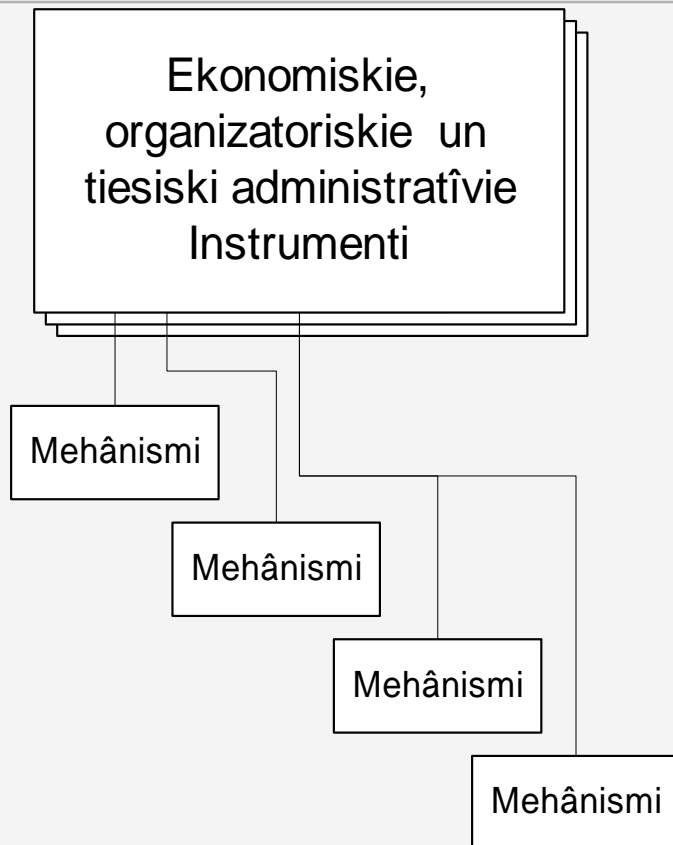 Ekonomiskie,
organizatoriskie un
tiesiski administratîvie
Instrumenti
Mehânismi
Mehânismi
Mehânismi
Mehânismi